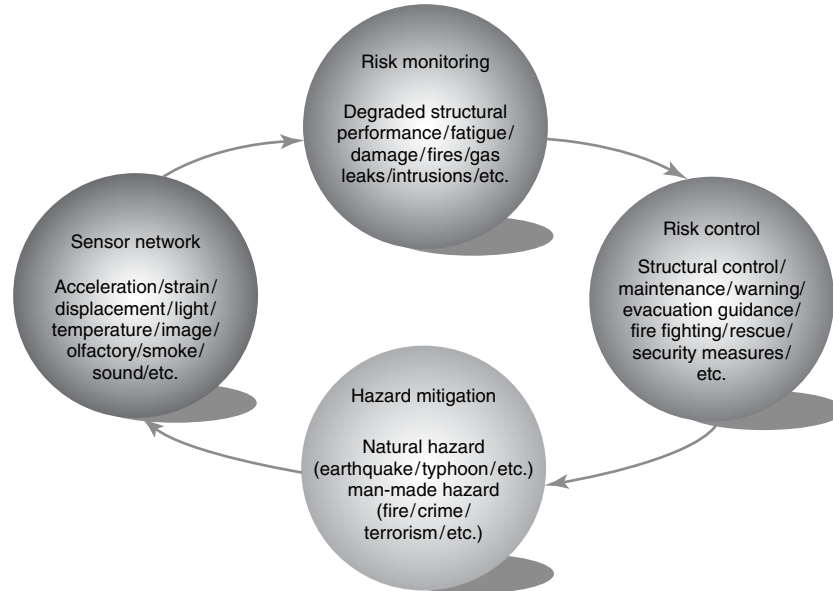 Risk monitoring
Degraded structural
performance/fatigue/
damage/fires/gas
leaks/intrusions/etc.
Sensor network
Acceleration/strain/
displacement/light/
temperature/image/
olfactory/smoke/
sound/etc.
Risk control
Structural control/
maintenance/warning/
evacuation guidance/
fire fighting/rescue/
security measures/
etc.
Hazard mitigation
Natural hazard
(earthquake/typhoon/etc.)
man-made hazard
(fire/crime/
terrorism/etc.)